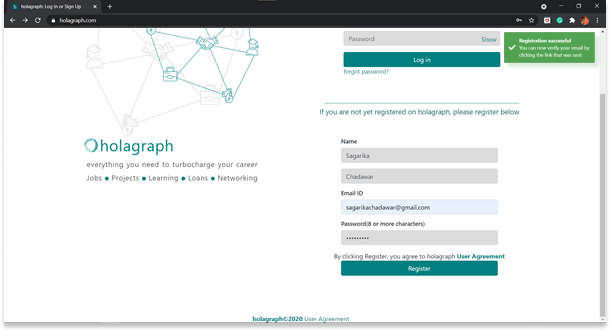 holagraph: Log In or Sign Up
holagraph.com
Password
Show
Log in
forgot password?
Registration successful
You can now verify your email by
clicking the link that was sent
If you are not yet registered on holagraph, please register below
holagraph
everything you need to turbocharge your career
Jobs ● Projects ● Learning ● Loans ● Networking
Name
Sagarika
Chadawar
Email ID
sagarikachadawar@gmail.com
Password(8 or more characters)
•••••••••
By clicking Register, you agree to holagraph User Agreement
Register
holagraph©2020 User Agreement